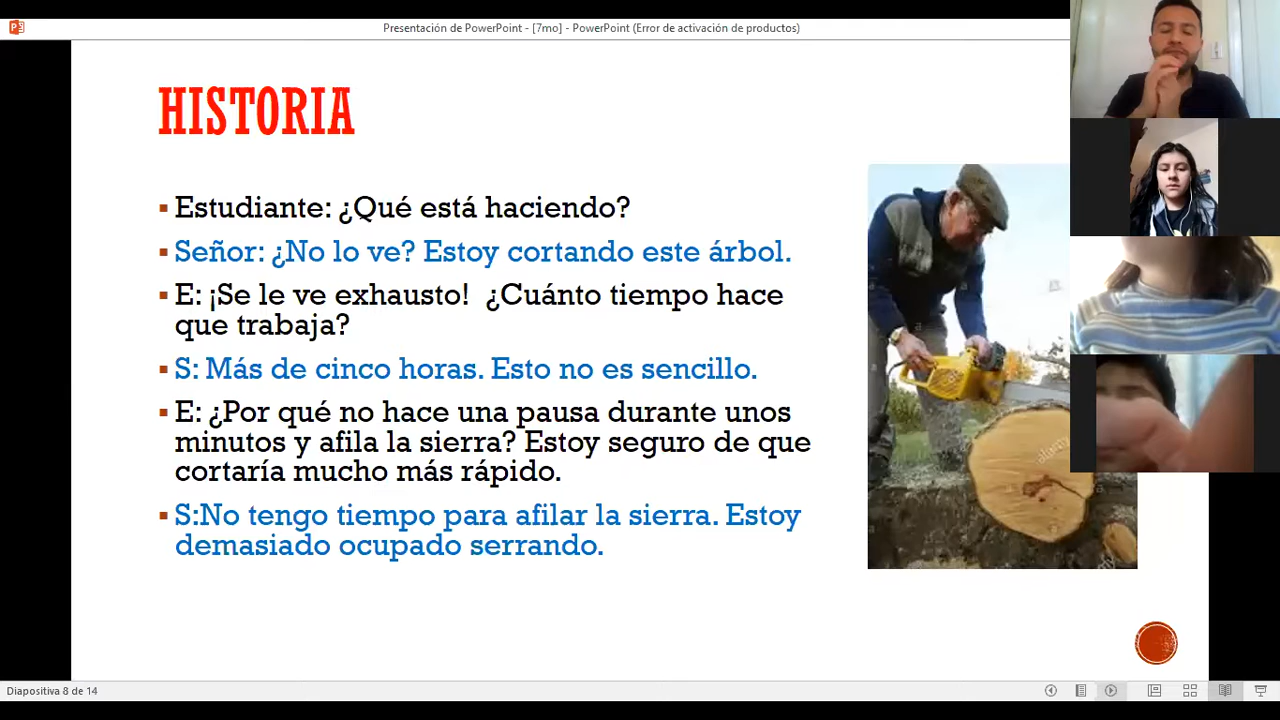 Presentación de PowerPoint - [7mo] - PowerPoint (Error de activación de productos)
HISTORIA
▪ Estudiante: ¿Qué está haciendo?
▪ Señor: ¿No lo ve? Estoy cortando este árbol.
▪ E: ¡Se le ve exhausto! ¿Cuánto tiempo hace
que trabaja?
▪ S: Más de cinco horas. Esto no es sencillo.
▪ E: ¿Por qué no hace una pausa durante unos
minutos y afila la sierra? Estoy seguro de que
cortaría mucho más rápido.
▪ S:No tengo tiempo para afilar la sierra. Estoy
demasiado ocupado serrando.
Diapositiva 8 de 14